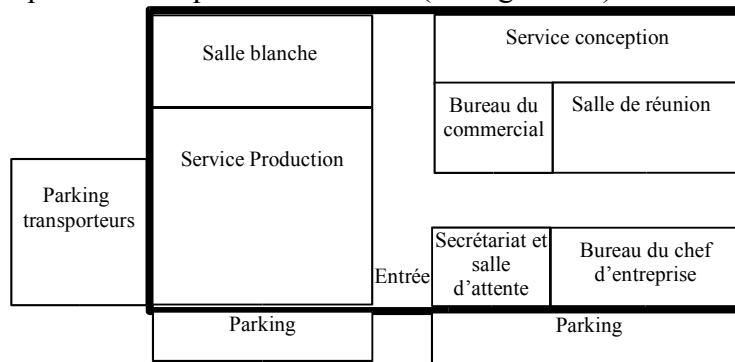 Salle blanche
Service conception
Bureau du
commercial
Salle de réunion
Service Production
Parking
transporteurs
Secrétariat et
salle
d’attente
Bureau du chef
d’entreprise
Entrée
Parking
Parking